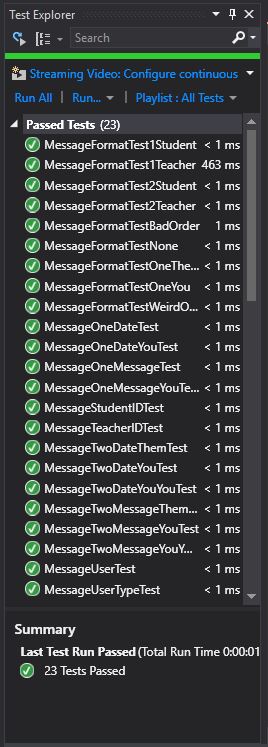 Test Explorer
Search
Streaming Video: Configure continuous
Run All | Run... | Playlist : All Tests
Passed Tests (23)
MessageFormatTest1Student < 1 ms
MessageFormatTest1Teacher 463 ms
MessageFormatTest2Student < 1 ms
MessageFormatTest2Teacher < 1 ms
MessageFormatTestBadOrder 1 ms
MessageFormatTestNone < 1 ms
MessageFormatTestOneThe... < 1 ms
MessageFormatTestOneYou < 1 ms
MessageFormatTestWeirdO... < 1 ms
MessageOneDateTest < 1 ms
MessageOneDateYouTest < 1 ms
MessageOneMessageTest < 1 ms
MessageOneMessageYouTe... < 1 ms
MessageStudentIDTest < 1 ms
MessageTeacherIDTest < 1 ms
MessageTwoDateThemTest < 1 ms
MessageTwoDateYouTest < 1 ms
MessageTwoDateYouYouTest < 1 ms
MessageTwoMessageThem... < 1 ms
MessageTwoMessageYouTest < 1 ms
MessageTwoMessageYouY... < 1 ms
MessageUserTest < 1 ms
MessageUserTypeTest < 1 ms
Summary
Last Test Run Passed (Total Run Time 0:00:01
23 Tests Passed